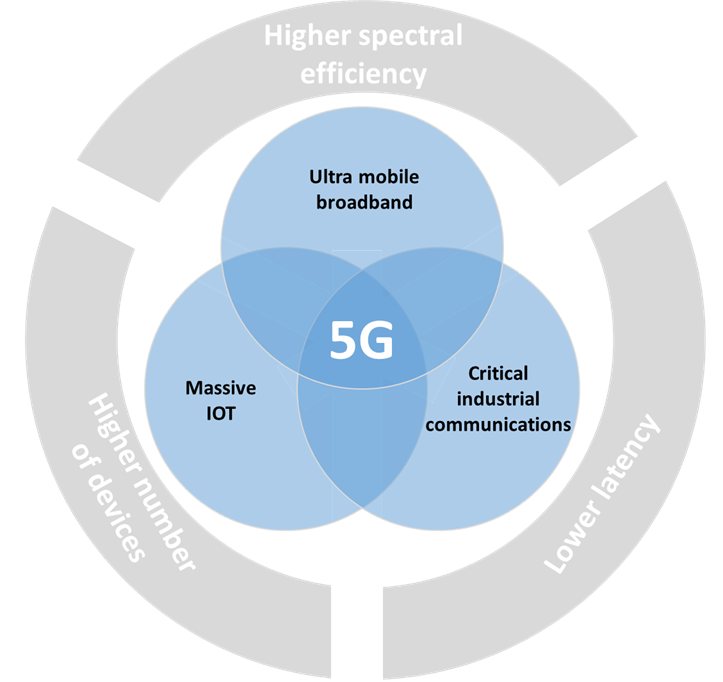 Higher spectral
efficiency
Ultra mobile
broadband
5G
Massive
IOT
Critical
industrial
communications
Higher number
of devices
Lower latency